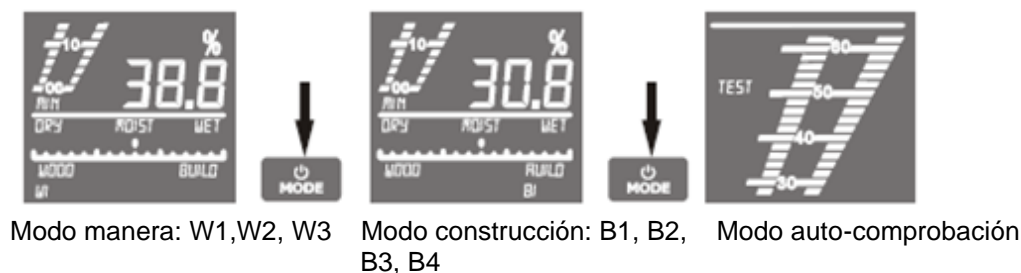 10
%
38.8
00
MIN
DRY MOIST WET
WOOD BUILD
W1
MODE
10
%
30.8
00
MIN
DRY MOIST WET
WOOD BUILD
B1
MODE
60
TEST
50
40
30
Modo manera: W1,W2, W3
Modo construcción: B1, B2,
B3, B4
Modo auto-comprobación